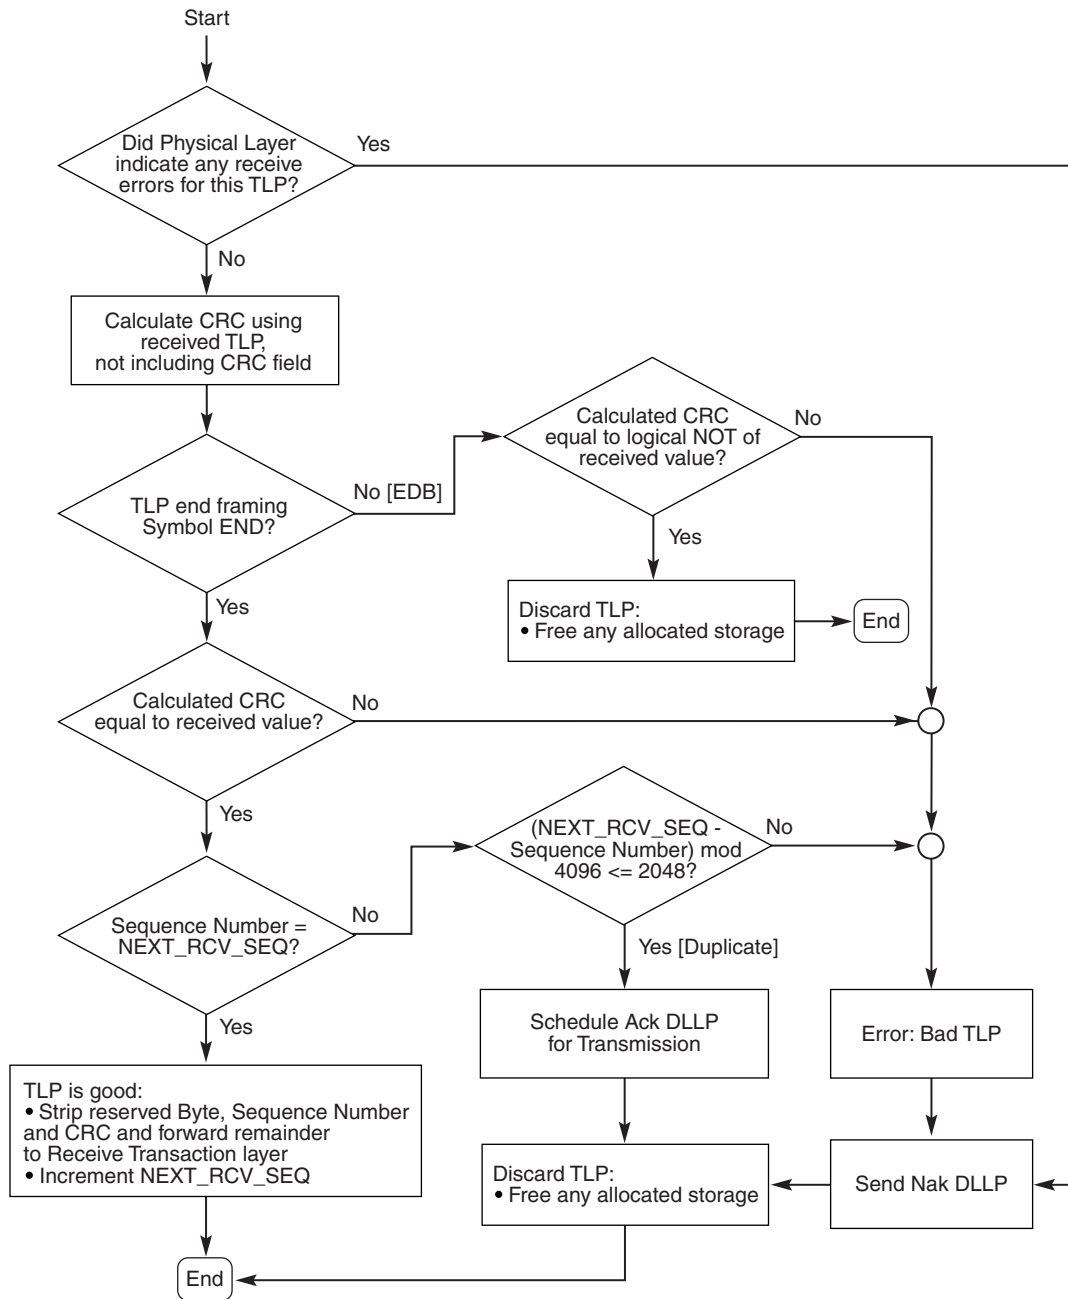 Start
Did Physical Layer
indicate any receive
errors for this TLP?
Yes
No
Calculate CRC using
received TLP,
not including CRC field
Calculated CRC
equal to logical NOT of
received value?
No
TLP end framing
Symbol END?
No [EDB]
Yes
Discard TLP:
• Free any allocated storage
End
Yes
Calculated CRC
equal to received value?
No
Yes
(NEXT_RCV_SEQ -
Sequence Number) mod
4096 <= 2048?
No
Sequence Number =
NEXT_RCV_SEQ?
No
Yes [Duplicate]
Yes
Schedule Ack DLLP
for Transmission
Error: Bad TLP
TLP is good:
• Strip reserved Byte, Sequence Number
and CRC and forward remainder
to Receive Transaction layer
• Increment NEXT_RCV_SEQ
Discard TLP:
• Free any allocated storage
Send Nak DLLP
End